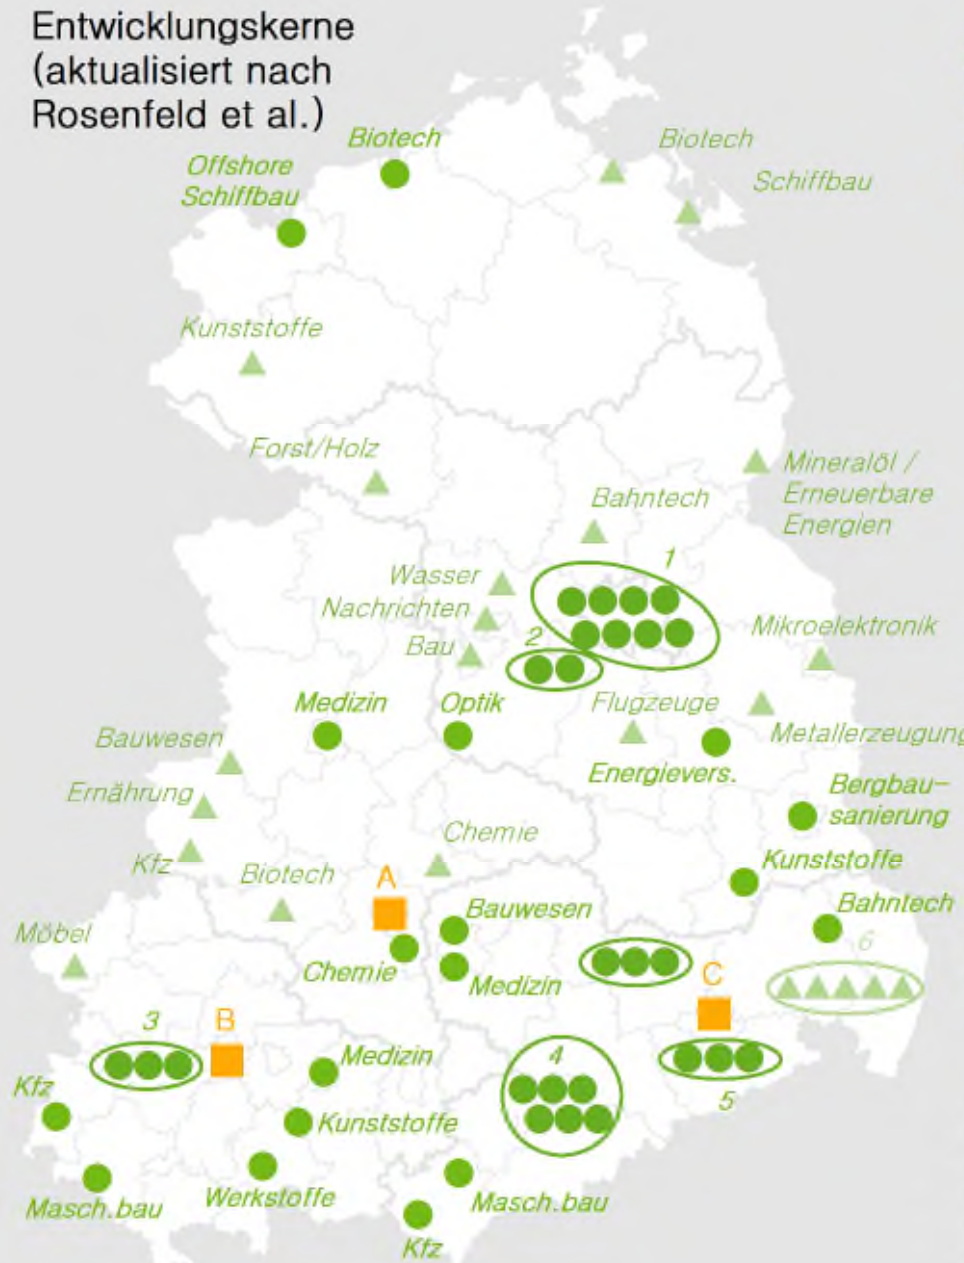 Entwicklungskerne
(aktualisiert nach
Rosenfeld et al.)
Biotech
Offshore
Schiffbau
Biotech
Schiffbau
Kunststoffe
Forst/Holz
Mineralöl /
Erneuerbare
Energien
Bahntech
1
Wasser
Nachrichten
Bau
2
Mikroelektronik
Medizin
Optik
Flugzeuge
Metallerzeugung
Bauwesen
Energievers.
Ernährung
Bergbau-
sanierung
Kfz
Chemie
Kunststoffe
Biotech
A
Bauwesen
Bahntech
6
Möbel
Chemie
Medizin
C
3
B
Medizin
4
Kfz
5
Kunststoffe
Masch.bau
Werkstoffe
Masch.bau
Kfz